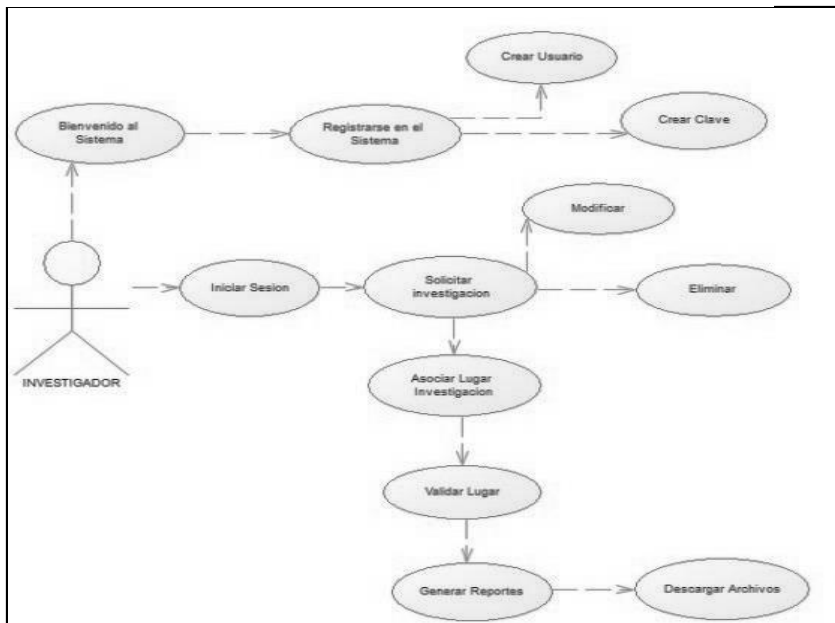 Crear Usuario
Bienvenido al
Sistema
Registrarse en el
Sistema
Crear Clave
Modificar
Iniciar Sesion
Solicitar
investigacion
Eliminar
INVESTIGADOR
Asociar Lugar
Investigacion
Validar Lugar
Generar Reportes
Descargar Archivos